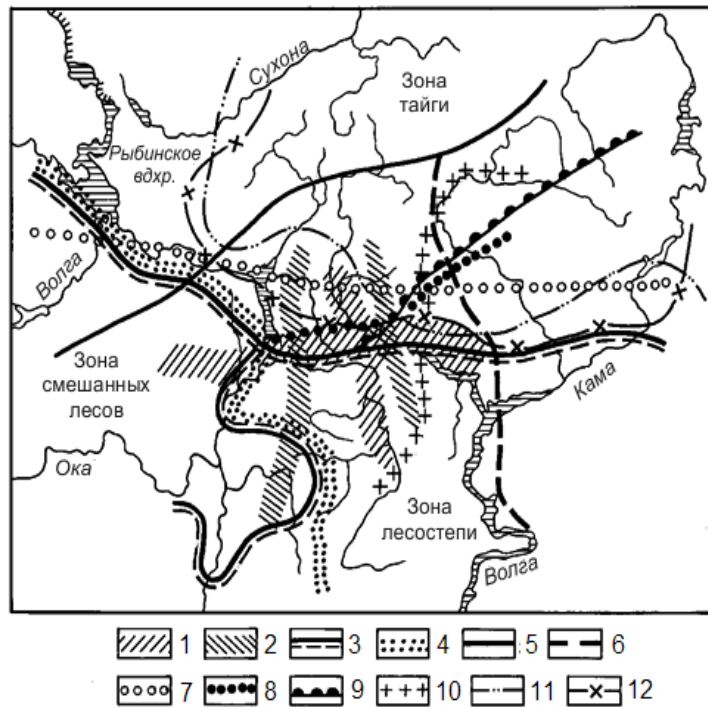 Сухона
Зона
тайги
Рыбинское
вдхр.
Волга
Зона
смешанных
лесов
Кама
Ока
Зона
лесостепи
Волга
1 2 3 4 5 6
7 8 9 10 11 12